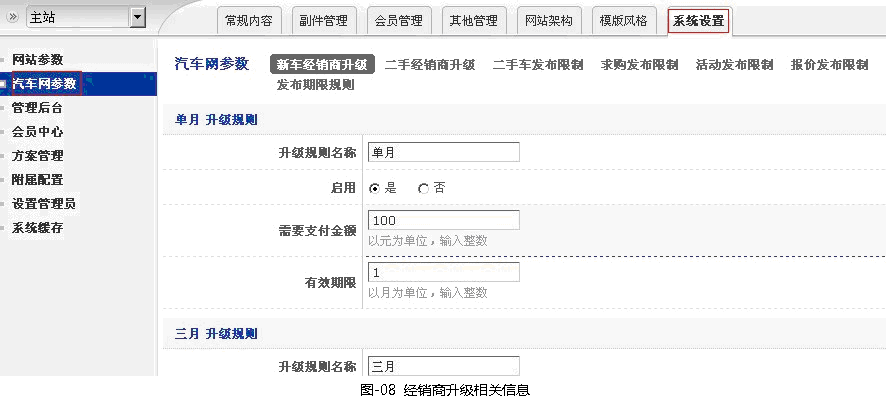 主站
常规内容 副件管理 会员管理 其他管理 网站架构 模版风格 系统设置
网站参数
汽车网参数
管理后台
会员中心
方案管理
附属配置
设置管理员
系统缓存
汽车网参数 新车经销商升级 二手经销商升级 二手车发布限制 求购发布限制 活动发布限制 报价发布限制
发布期限规则
单月 升级规则
升级规则名称 单月
启用 是 否
需要支付金额 100
以元为单位，输入整数
有效期限 1
以月为单位，输入整数
三月 升级规则
升级规则名称 三月
图-08 经销商升级相关信息